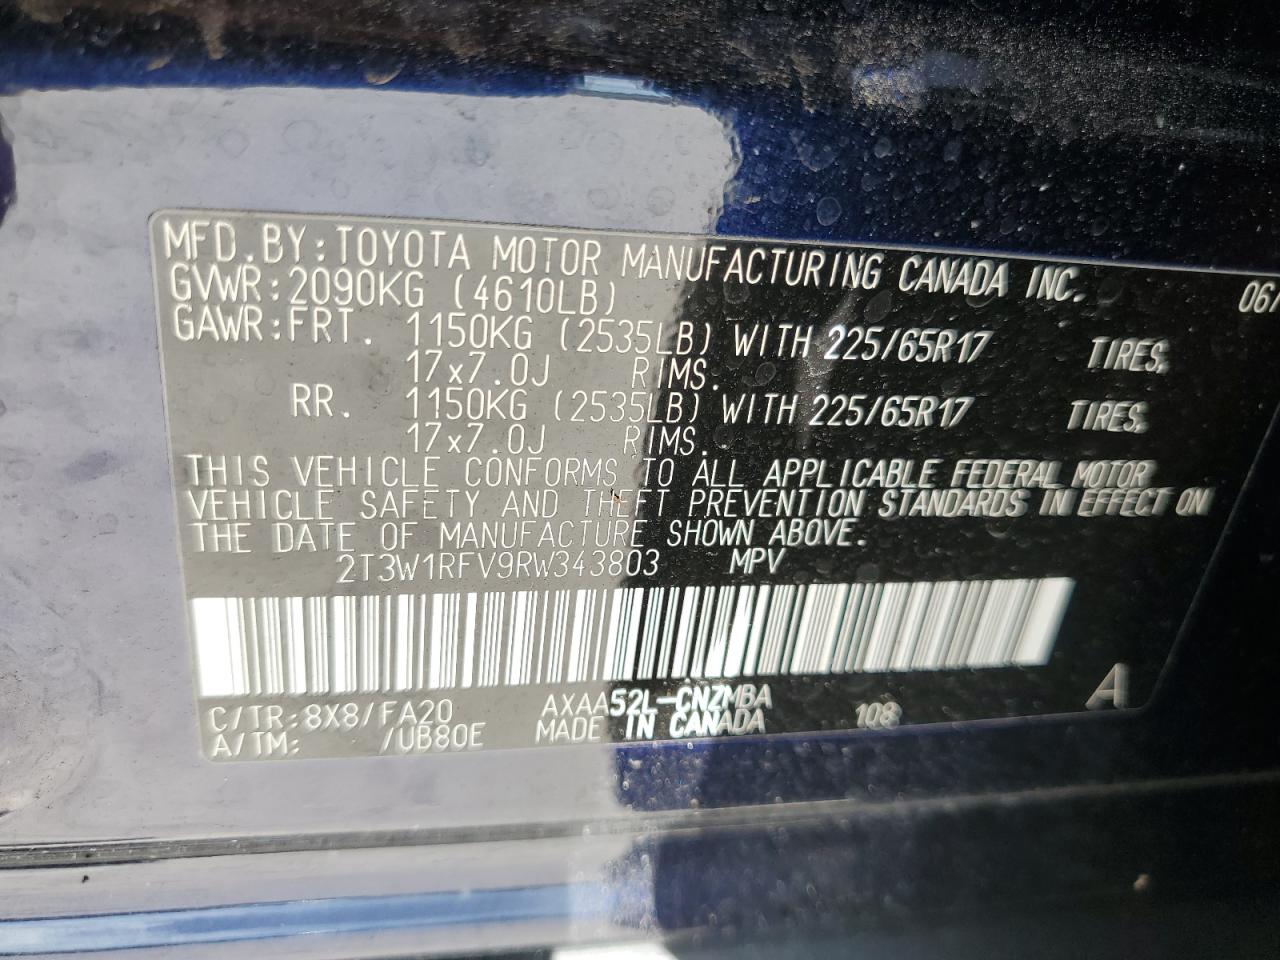 MFD.BY:TOYOTA MOTOR MANUFACTURING CANADA INC.
GVWR:2090KG (4610LB) 06/
GAWR:FRT. 1150KG (2535LB) WITH 225/65R17 TIRES,
17x7.0J RIMS.
RR. 1150KG (2535LB) WITH 225/65R17 TIRES,
17x7.0J RIMS.
THIS VEHICLE CONFORMS TO ALL APPLICABLE FEDERAL MOTOR
VEHICLE SAFETY AND THEFT PREVENTION STANDARDS IN EFFECT ON
THE DATE OF MANUFACTURE SHOWN ABOVE.
2T3W1RFV9RW343803 MPV
C/TR:8X8/FA20 AXAA52L-CNZMBA 108 A
A/TM: /UB80E MADE IN CANADA